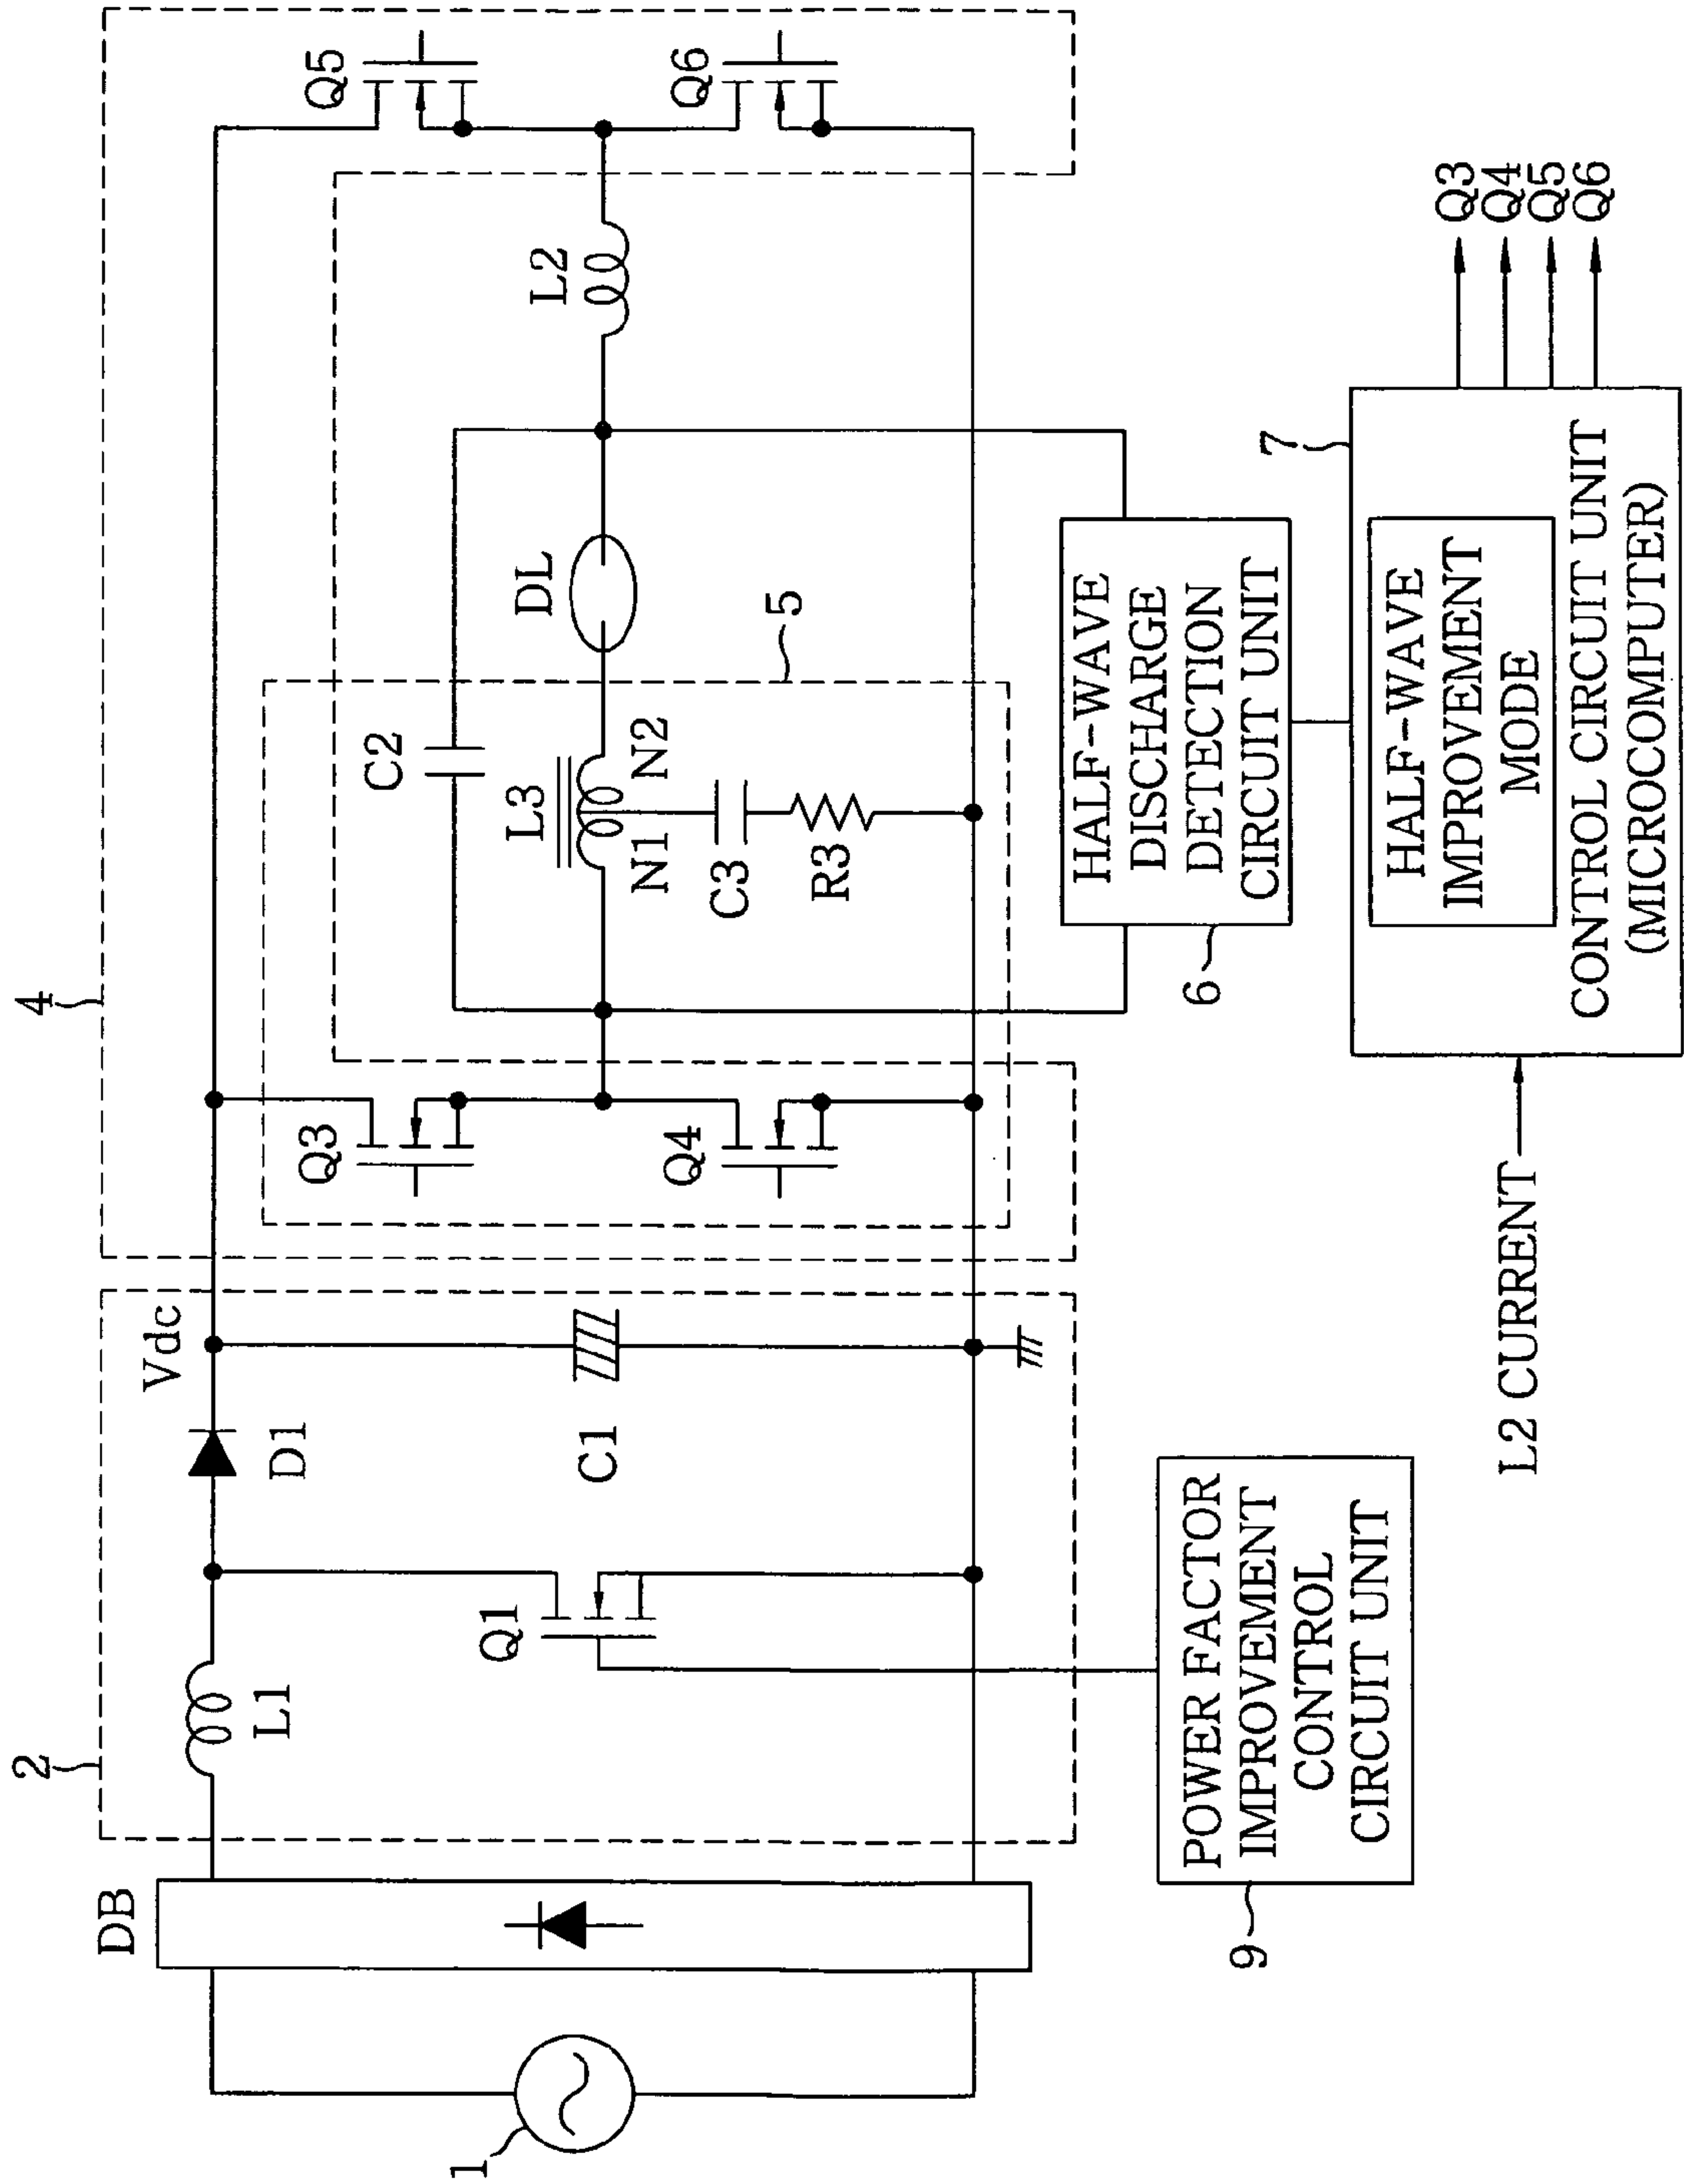 1
DB
2
L1
Q1
D1
Vdc
C1
9
POWER FACTOR
IMPROVEMENT
CONTROL
CIRCUIT UNIT
4
Q3
Q4
C2
L3
N1
N2
C3
R3
5
DL
L2
Q5
Q6
6
HALF-WAVE
DISCHARGE
DETECTION
CIRCUIT UNIT
7
HALF-WAVE
IMPROVEMENT
MODE
CONTROL CIRCUIT UNIT
(MICROCOMPUTER)
L2 CURRENT
Q3
Q4
Q5
Q6